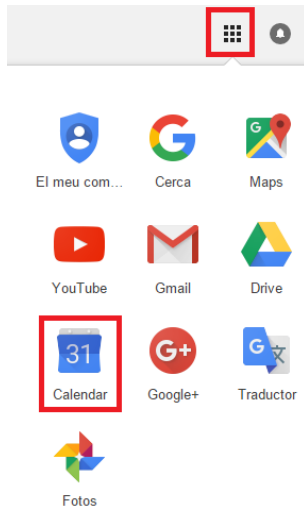 El meu com...
Cerca
G
Maps
YouTube
Gmail
Drive
31
Calendar
G+
Google+
G 文
Traductor
Fotos